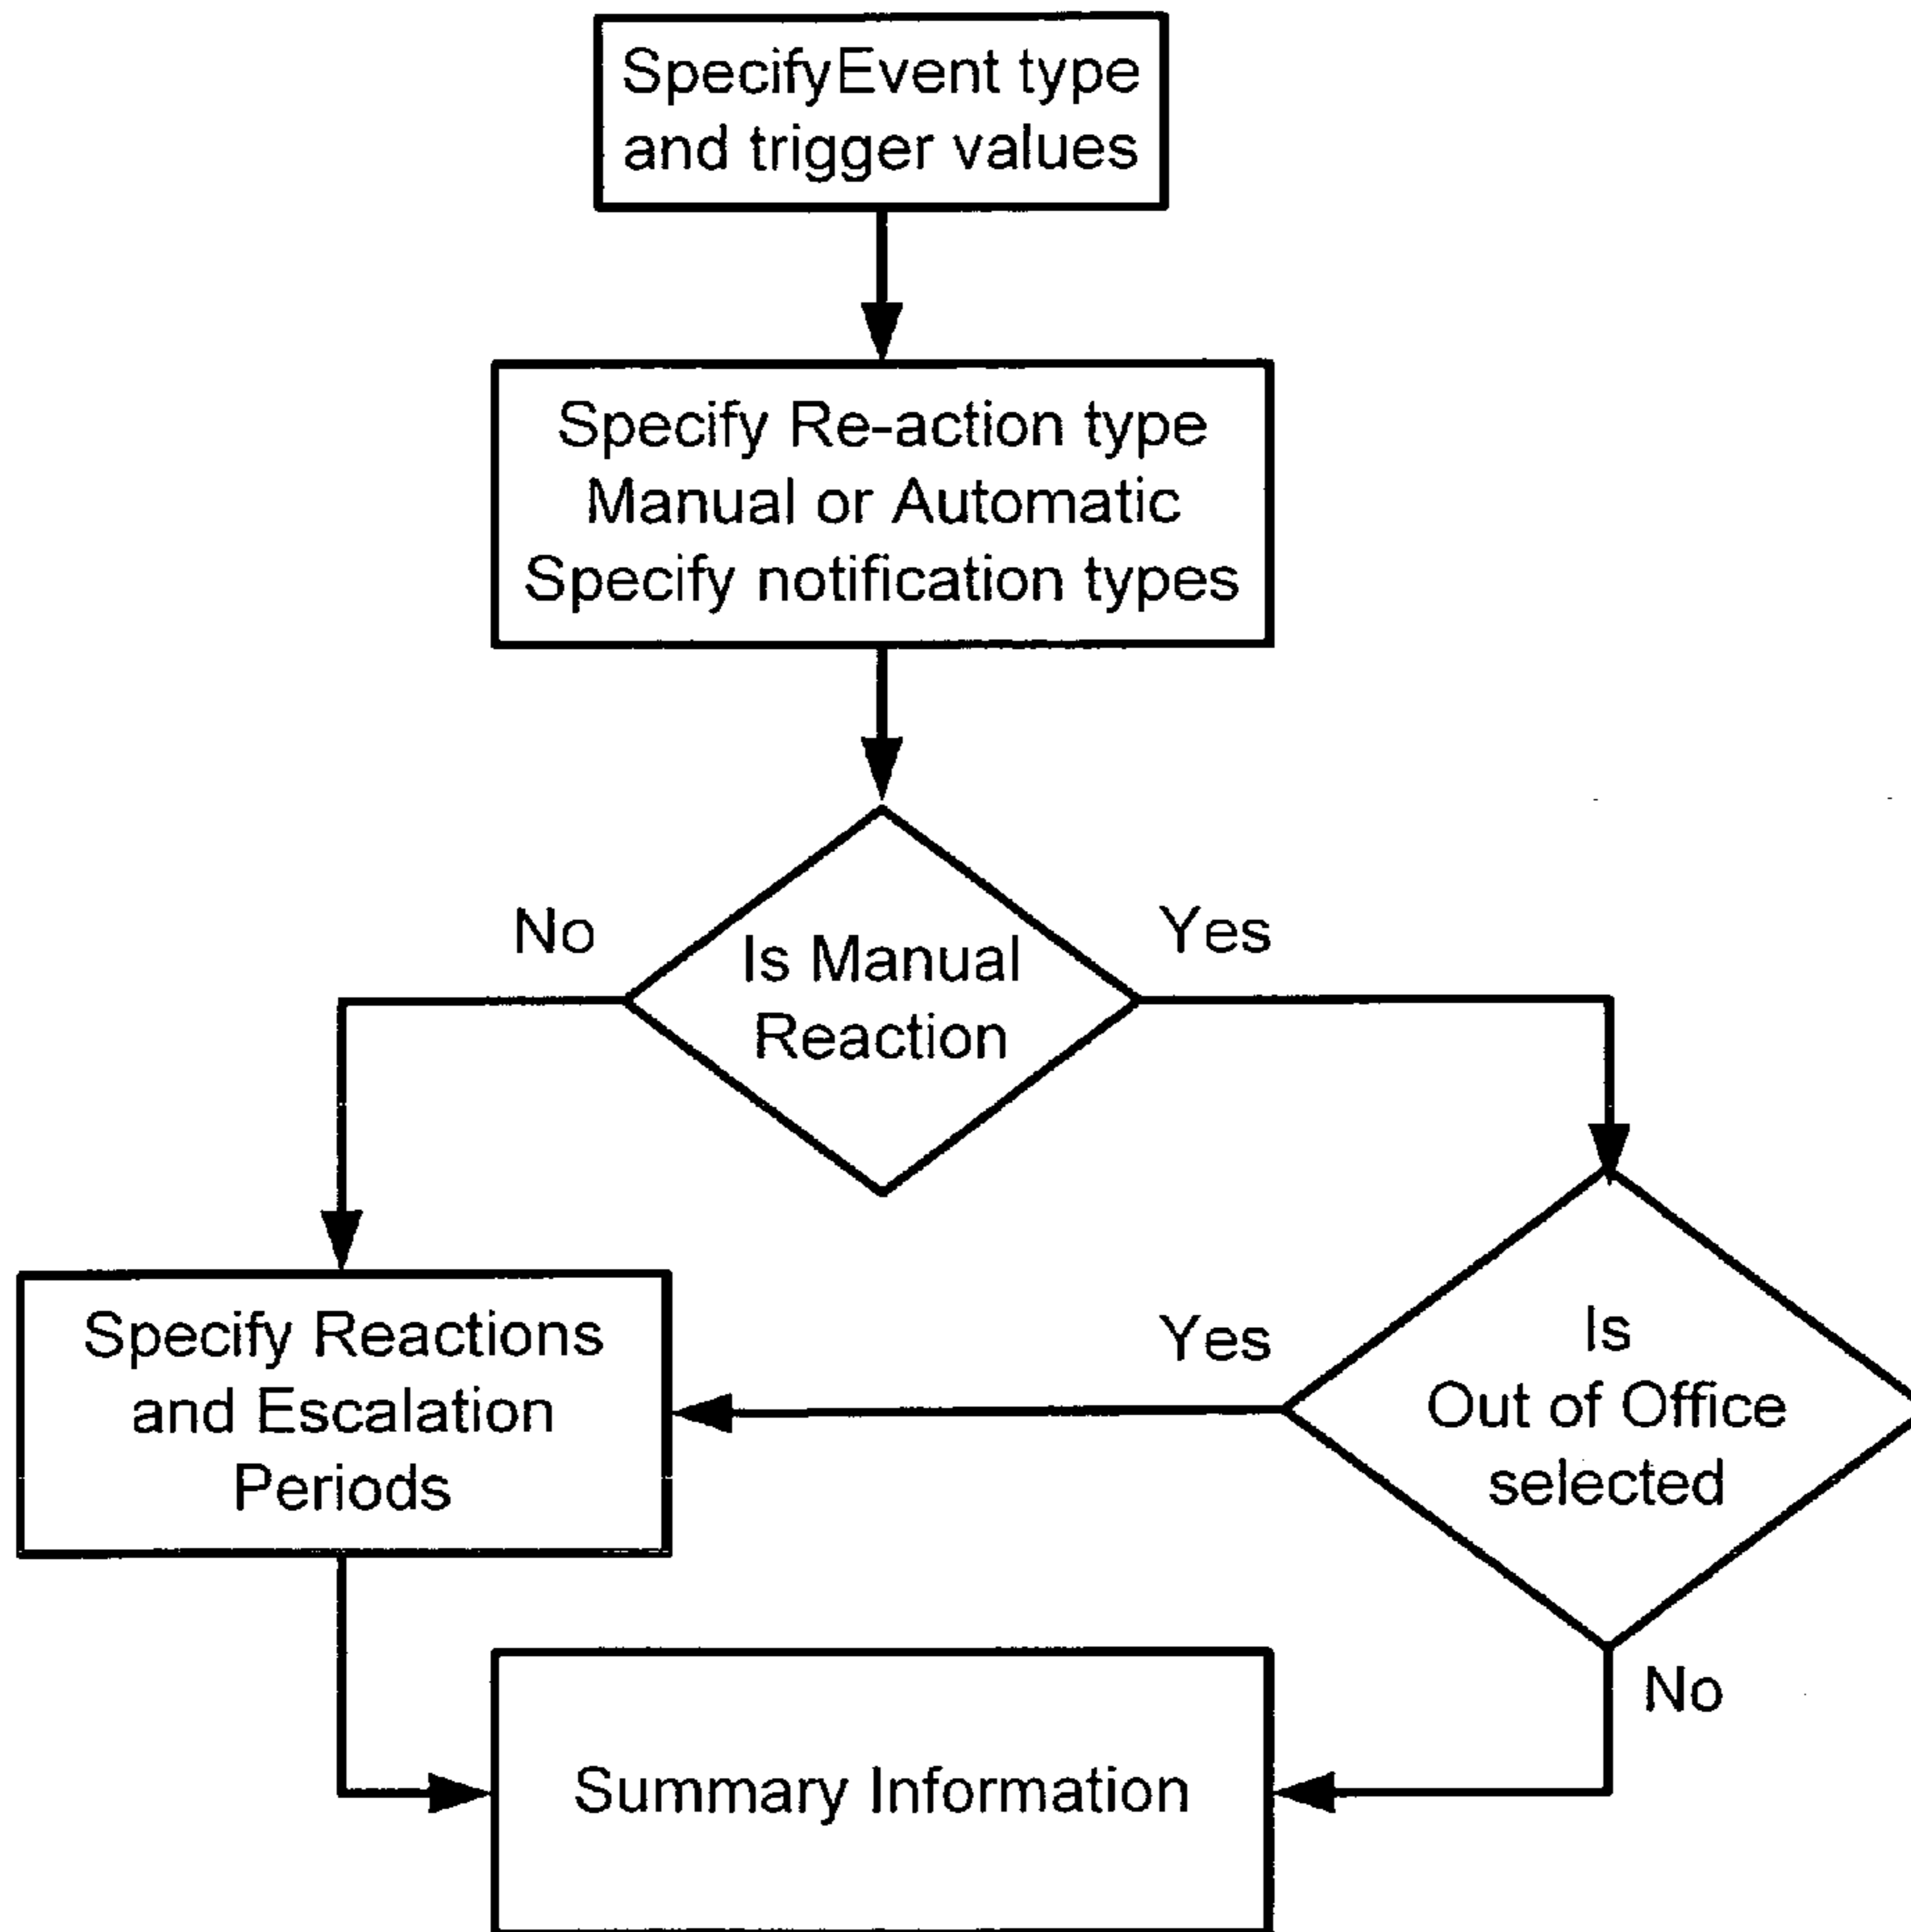 SpecifyEvent type
and trigger values
Specify Re-action type
Manual or Automatic
Specify notification types
No
Yes
Is Manual
Reaction
Specify Reactions
and Escalation
Periods
Yes
Is
Out of Office
selected
No
Summary Information